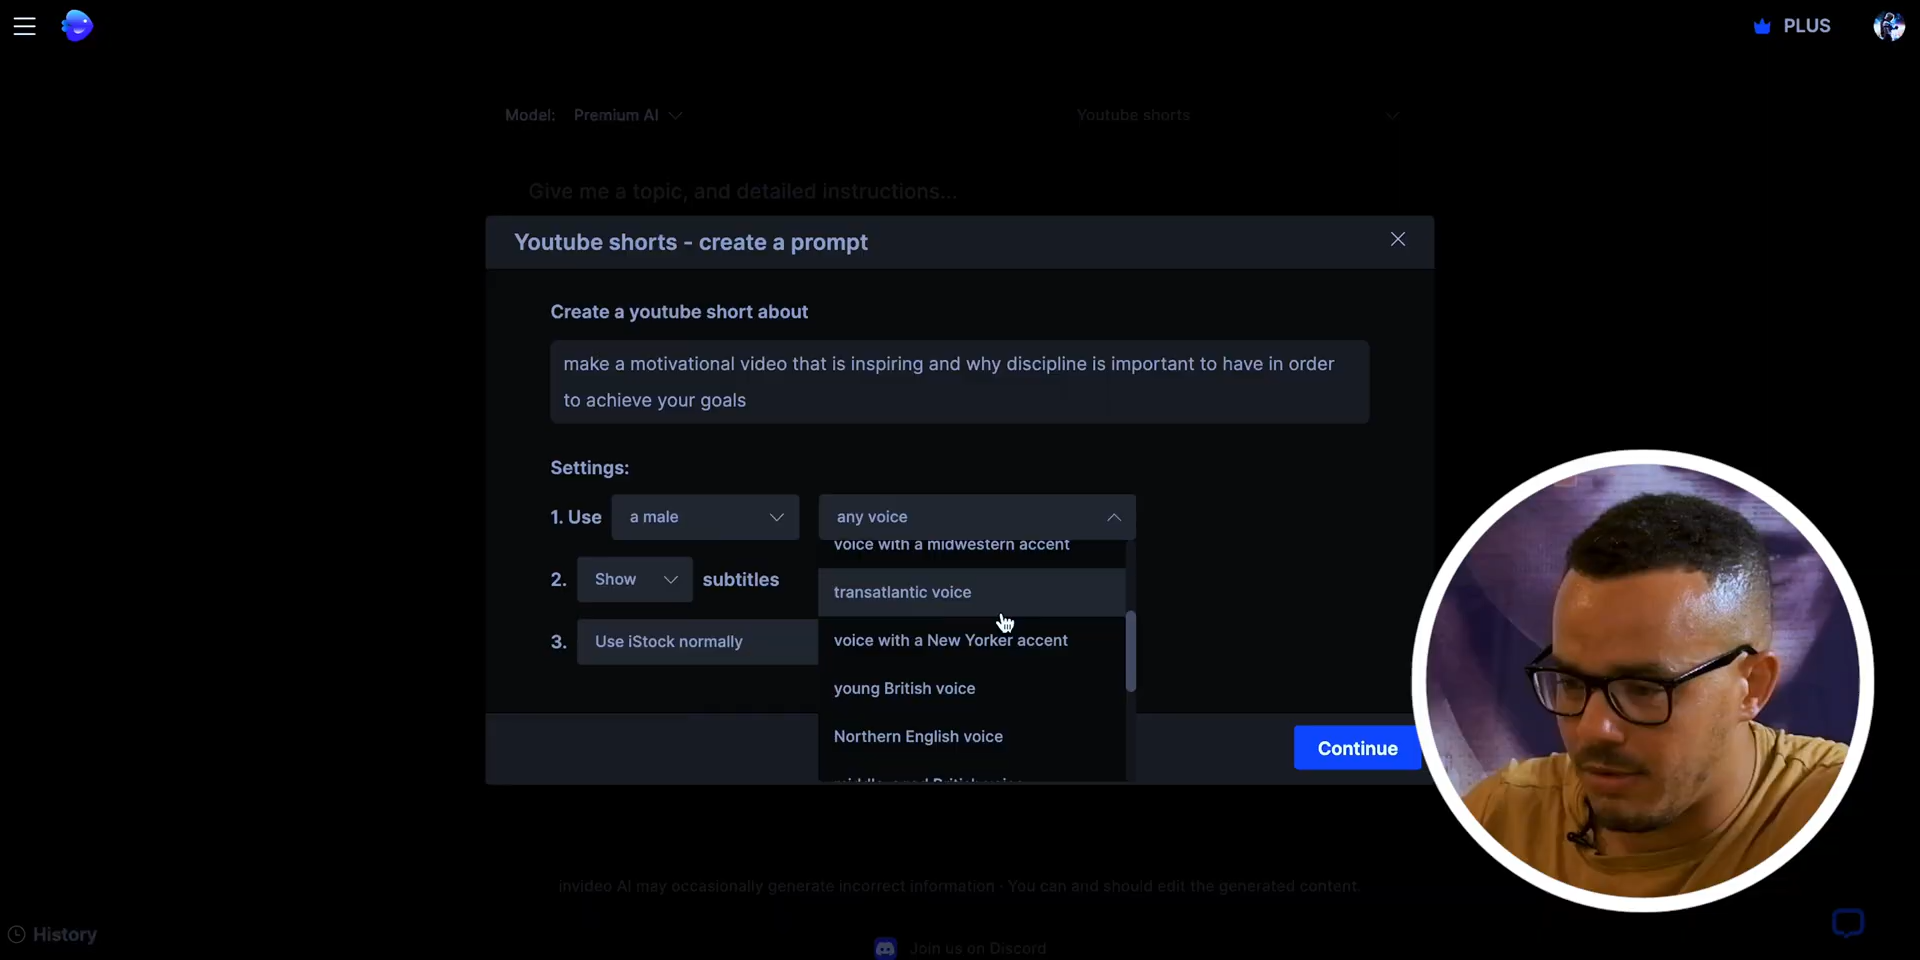 PLUS
Model: Premium AI
Youtube shorts
Give me a topic, and detailed instructions...
Youtube shorts - create a prompt
Create a youtube short about
make a motivational video that is inspiring and why discipline is important to have in order
to achieve your goals
Settings:
1. Use a male any voice
voice with a midwestern accent
2. Show subtitles
transatlantic voice
3. Use iStock normally
voice with a New Yorker accent
young British voice
Northern English voice
middle-aged British voice
Continue
invideo AI may occasionally generate incorrect information · You can and should edit the generated content.
History
Join us on Discord